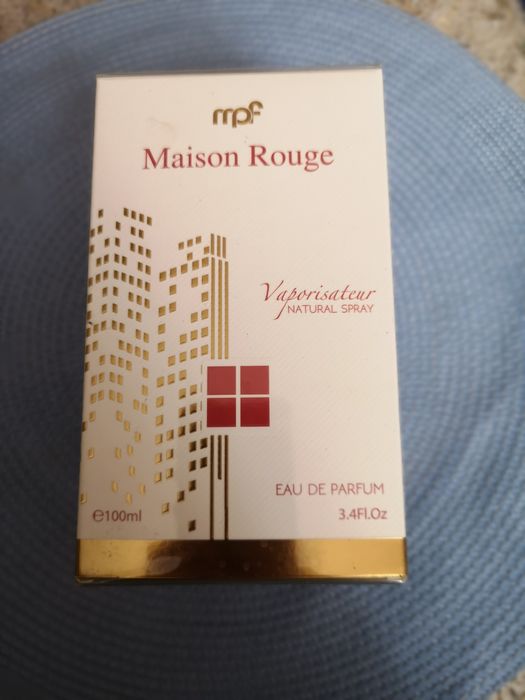 mpf
Maison Rouge
Vaporisateur
NATURAL SPRAY
EAU DE PARFUM
℮100ml
3.4Fl.Oz